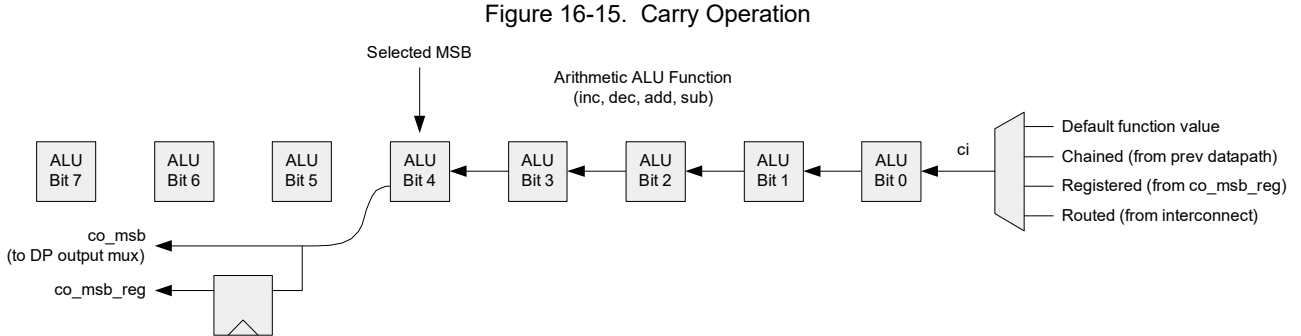 Figure 16-15.  Carry Operation
Selected MSB
Arithmetic ALU Function
(inc, dec, add, sub)
ALU
Bit 7
ALU
Bit 6
ALU
Bit 5
ALU
Bit 4
ALU
Bit 3
ALU
Bit 2
ALU
Bit 1
ALU
Bit 0
ci
Default function value
Chained (from prev datapath)
Registered (from co_msb_reg)
Routed (from interconnect)
co_msb
(to DP output mux)
co_msb_reg